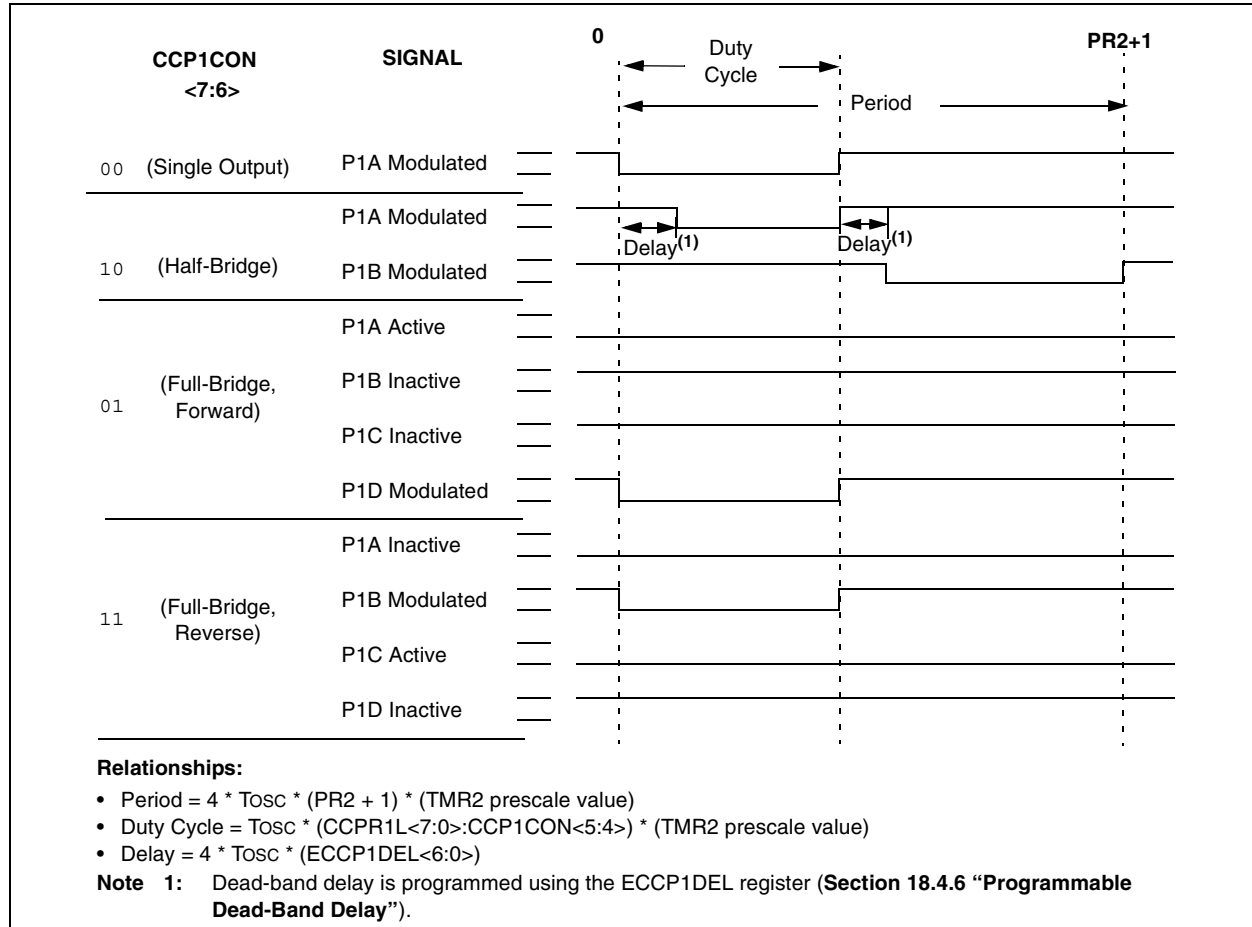 CCP1CON
<7:6>
SIGNAL
0
Duty
Cycle
PR2+1
Period
00 (Single Output) P1A Modulated
P1A Modulated
Delay(1) Delay(1)
10 (Half-Bridge) P1B Modulated
P1A Active
01 (Full-Bridge,
Forward)
P1B Inactive
P1C Inactive
P1D Modulated
P1A Inactive
11 (Full-Bridge,
Reverse)
P1B Modulated
P1C Active
P1D Inactive
Relationships:
• Period = 4 * TOSC * (PR2 + 1) * (TMR2 prescale value)
• Duty Cycle = TOSC * (CCPR1L<7:0>:CCP1CON<5:4>) * (TMR2 prescale value)
• Delay = 4 * TOSC * (ECCP1DEL<6:0>)
Note 1: Dead-band delay is programmed using the ECCP1DEL register (Section 18.4.6 “Programmable
Dead-Band Delay”).